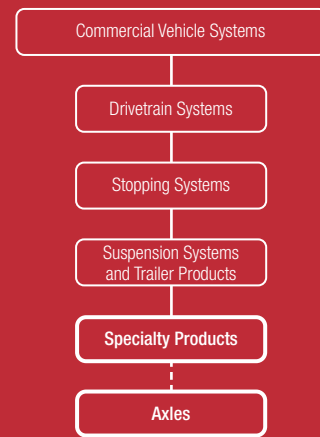 Commercial Vehicle Systems
Drivetrain Systems
Stopping Systems
Suspension Systems
and Trailer Products
Specialty Products
Axles